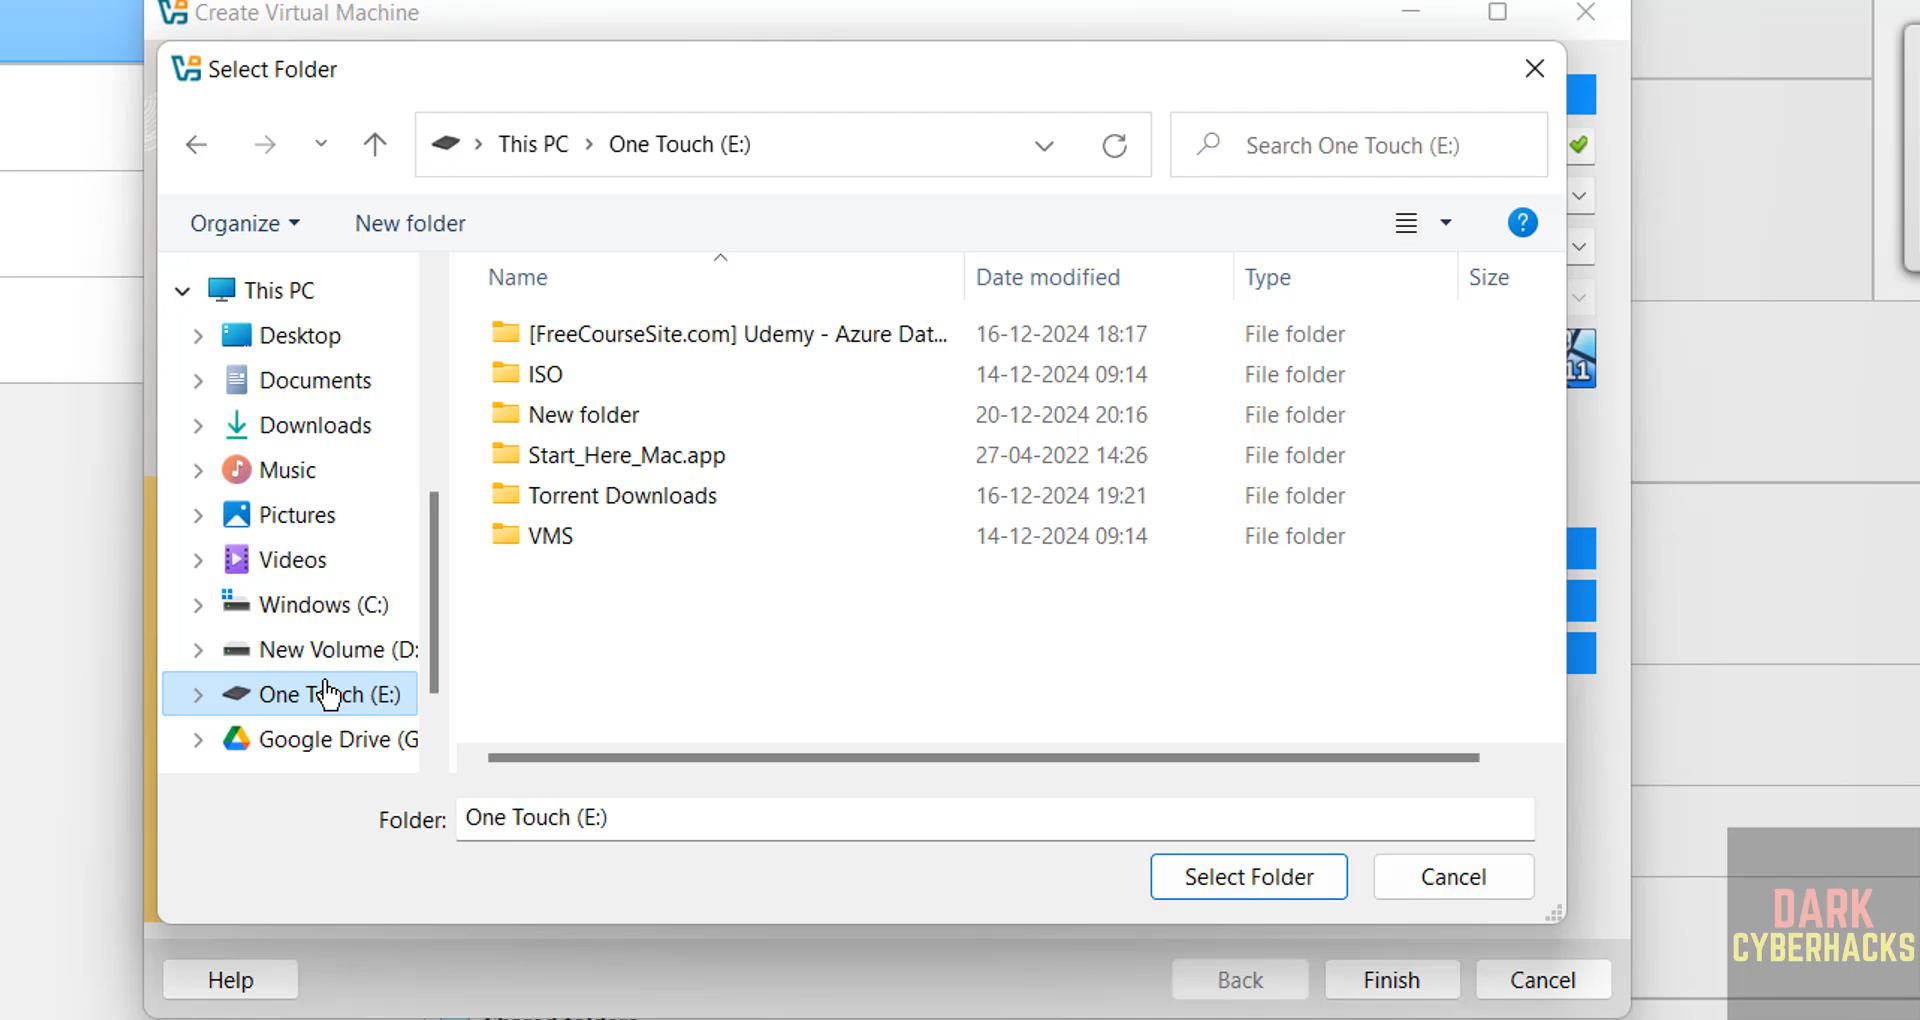 Create Virtual Machine
Select Folder
This PC
One Touch (E:)
Search One Touch (E:)
Organize
New folder
?
Name
Date modified
Type
Size
This PC
Desktop
Documents
Downloads
Music
Pictures
Videos
Windows (C:)
New Volume (D:
One Touch (E:)
Google Drive (G
[FreeCourseSite.com] Udemy - Azure Dat...
16-12-2024 18:17
File folder
ISO
14-12-2024 09:14
File folder
New folder
20-12-2024 20:16
File folder
Start_Here_Mac.app
27-04-2022 14:26
File folder
Torrent Downloads
16-12-2024 19:21
File folder
VMS
14-12-2024 09:14
File folder
11
Folder:
One Touch (E:)
Select Folder
Cancel
Help
Back
Finish
Cancel
DARK
CYBERHACKS